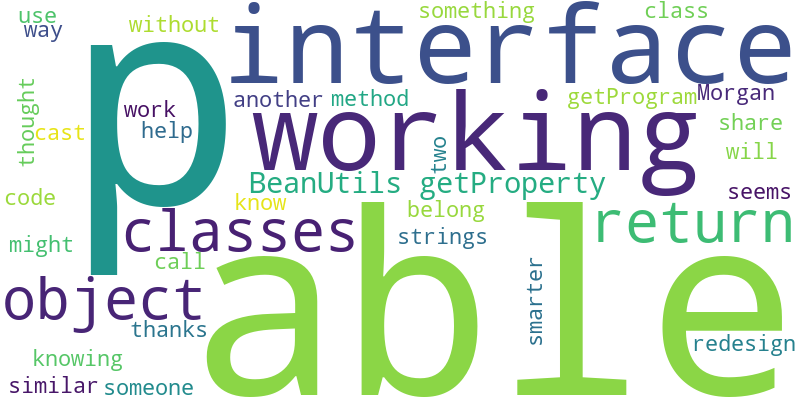 use
way
without
something
class
interface
p
thought
work
help
cast
another
method
getProgram
Morgan
working
share
will
two
BeanUtils getProperty
seems
code
know
belong
return
classes
strings
might
call
able
object
smarter
thanks
redesign
knowing
similar
someone